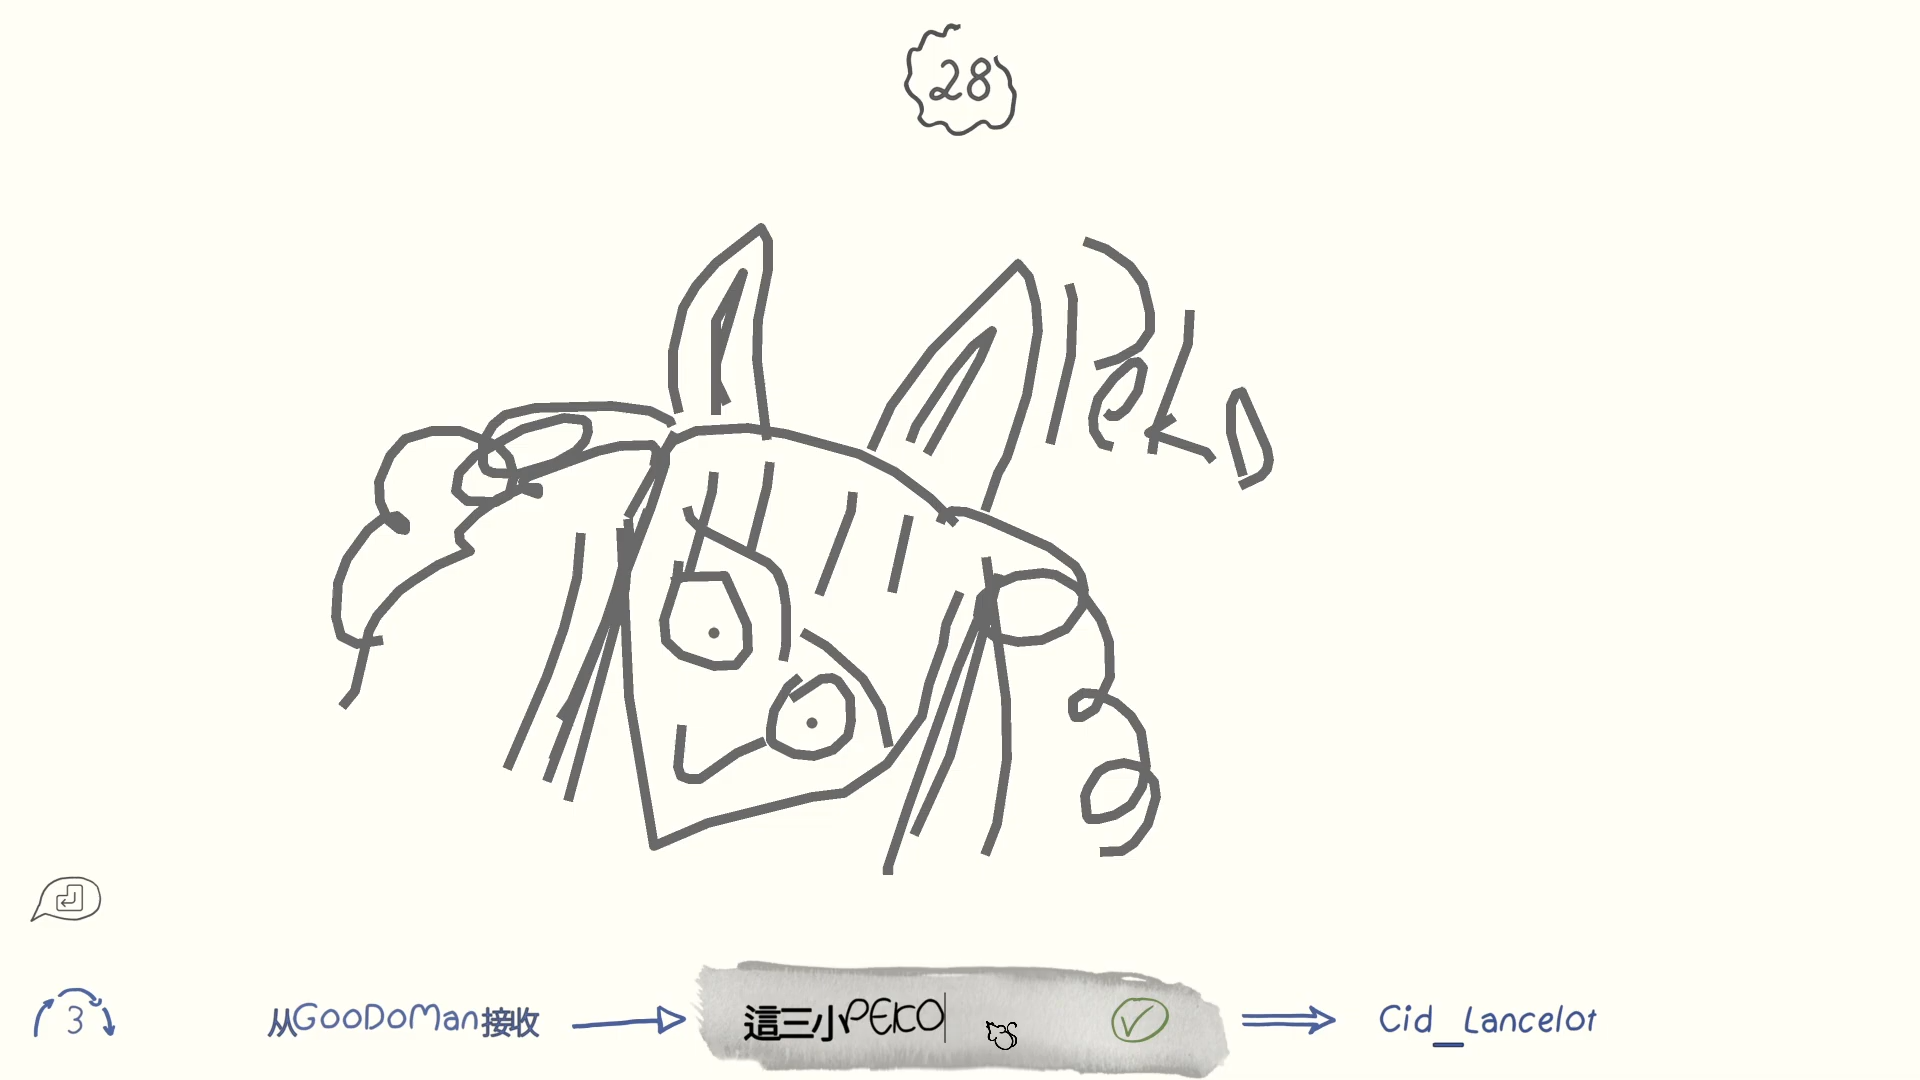 28
Peko
3
从GooDoMan接收
這三小PEKO
Cid_Lancelot